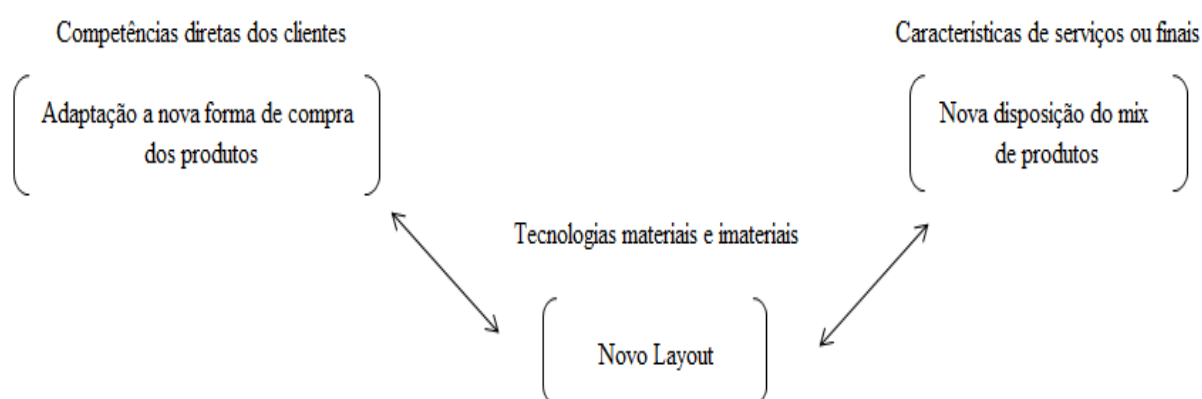 Competências diretas dos clientes
Adaptação a nova forma de compra
dos produtos
Características de serviços ou finais
Nova disposição do mix
de produtos
Tecnologias materiais e imateriais
Novo Layout